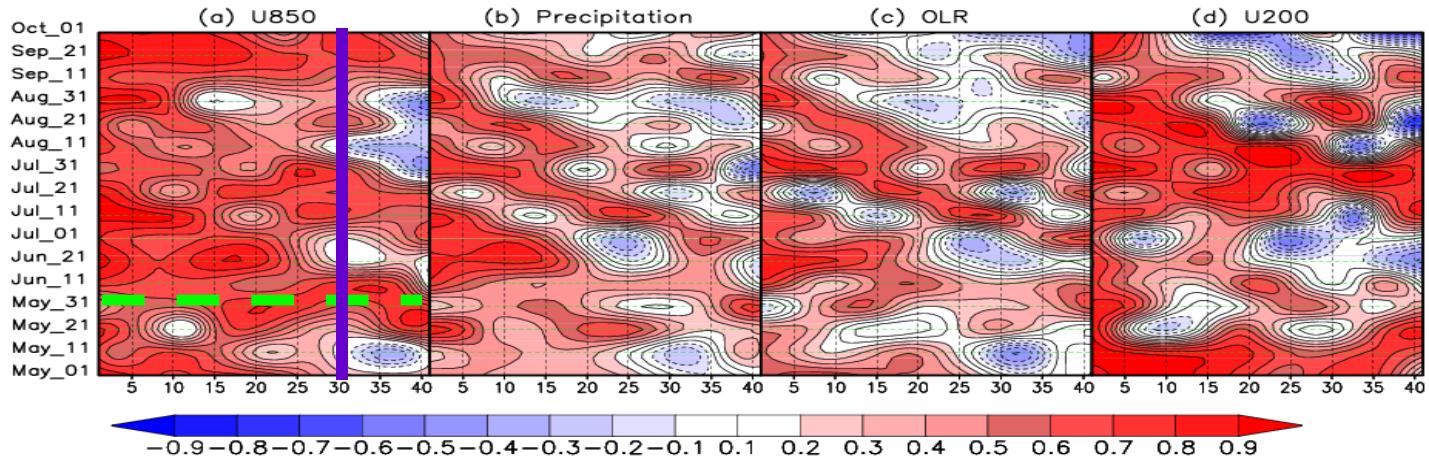 (a) U850 (b) Precipitation (c) OLR (d) U200
Oct_01
Sep_21
Sep_11
Aug_31
Aug_21
Aug_11
Jul_31
Jul_21
Jul_11
Jul_01
Jun_21
Jun_11
May_31
May_21
May_11
May_01
5 10 15 20 25 30 35 40 5 10 15 20 25 30 35 40 5 10 15 20 25 30 35 40 5 10 15 20 25 30 35 40
-0.9 -0.8 -0.7 -0.6 -0.5 -0.4 -0.3 -0.2 -0.1 0.1 0.2 0.3 0.4 0.5 0.6 0.7 0.8 0.9